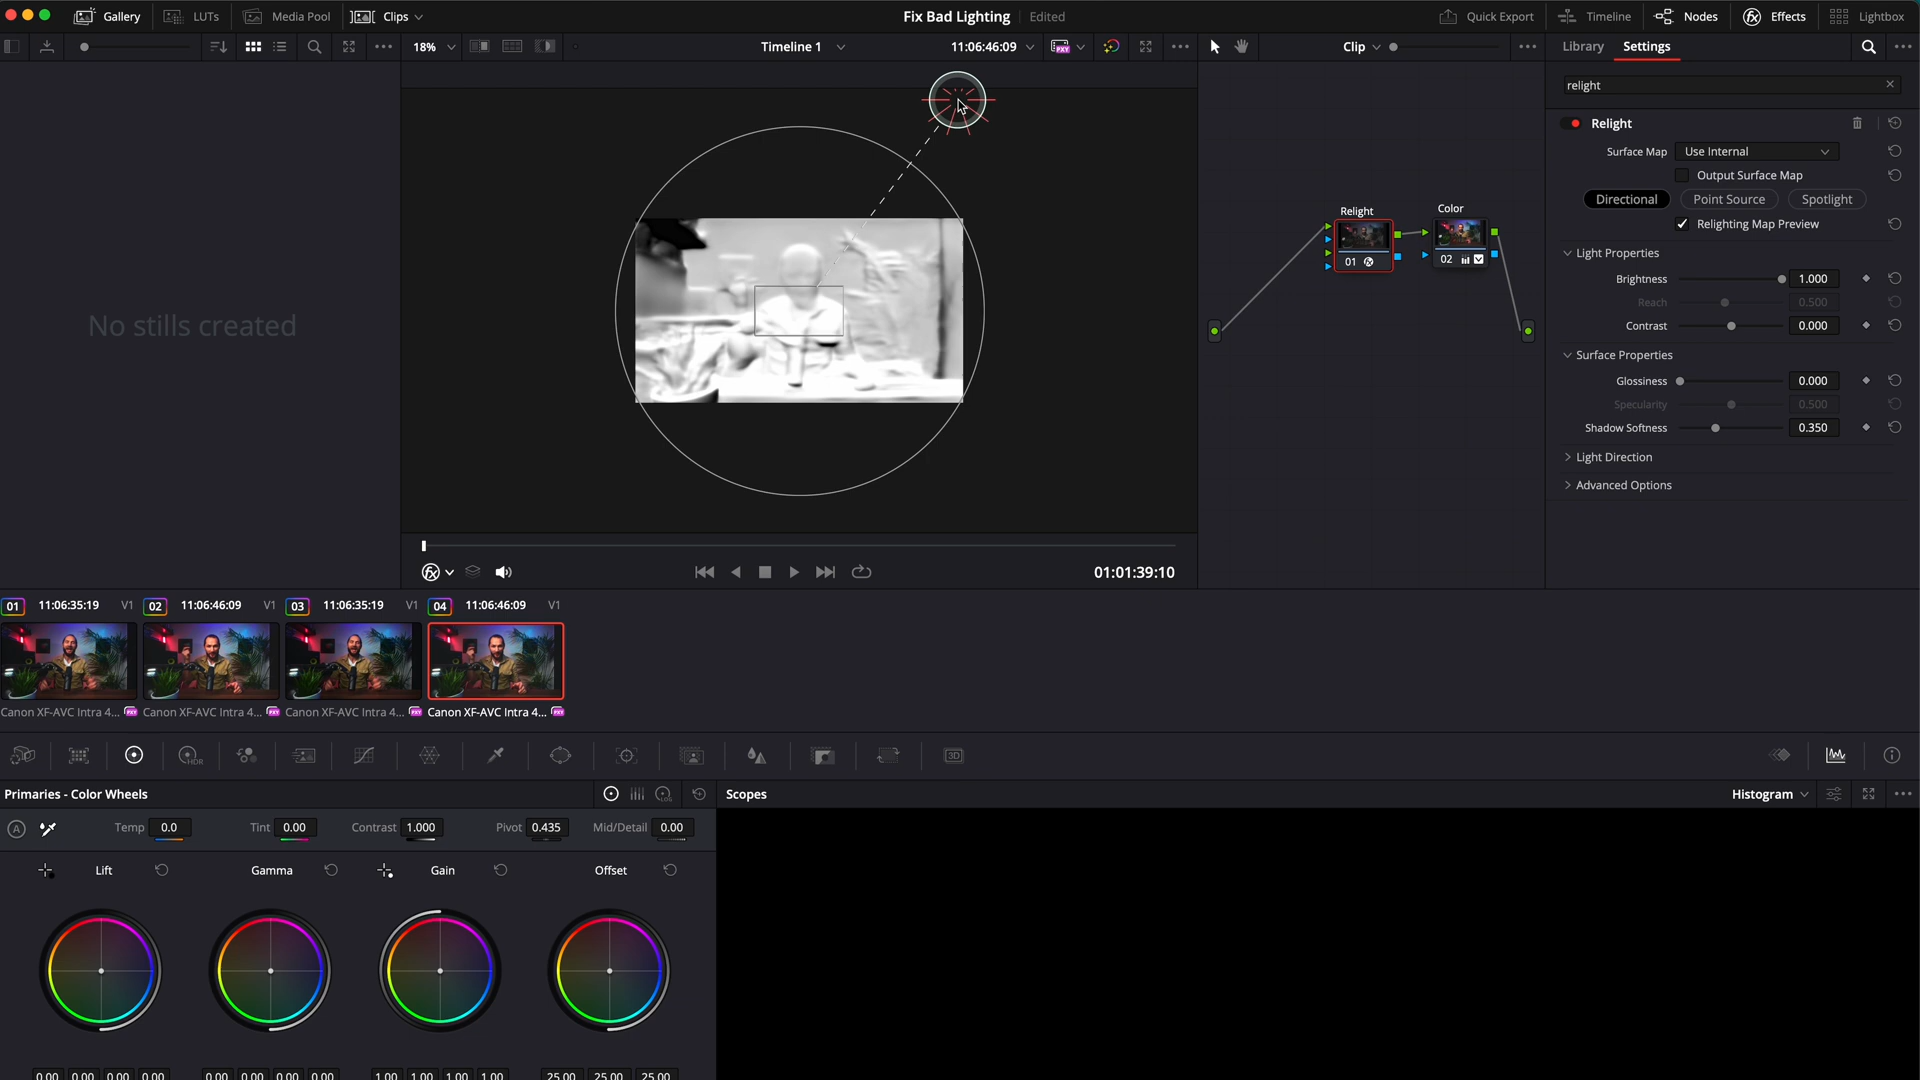 Gallery
LUTs
Media Pool
Clips
Fix Bad Lighting
Edited
Quick Export
Timeline
Nodes
Effects
Lightbox
18%
Timeline 1
11:06:46:09
PXY
Clip
Library
Settings
relight
Relight
Surface Map
Use Internal
Output Surface Map
Directional
Point Source
Spotlight
Relighting Map Preview
Light Properties
Brightness 1.000
Reach 0.500
Contrast 0.000
Surface Properties
Glossiness 0.000
Specularity 0.500
Shadow Softness 0.350
Light Direction
Advanced Options
No stills created
Relight
01
Color
02
01:01:39:10
01 11:06:35:19 V1
02 11:06:46:09 V1
03 11:06:35:19 V1
04 11:06:46:09 V1
Canon XF-AVC Intra 4... PXY
Canon XF-AVC Intra 4... PXY
Canon XF-AVC Intra 4... PXY
Canon XF-AVC Intra 4... PXY
HDR
3D
Primaries - Color Wheels
LOG
Scopes
Histogram
A
Temp 0.0
Tint 0.00
Contrast 1.000
Pivot 0.435
Mid/Detail 0.00
Lift
Gamma
Gain
Offset
0.00 0.00 0.00 0.00
0.00 0.00 0.00 0.00
1.00 1.00 1.00 1.00
25.00 25.00 25.00